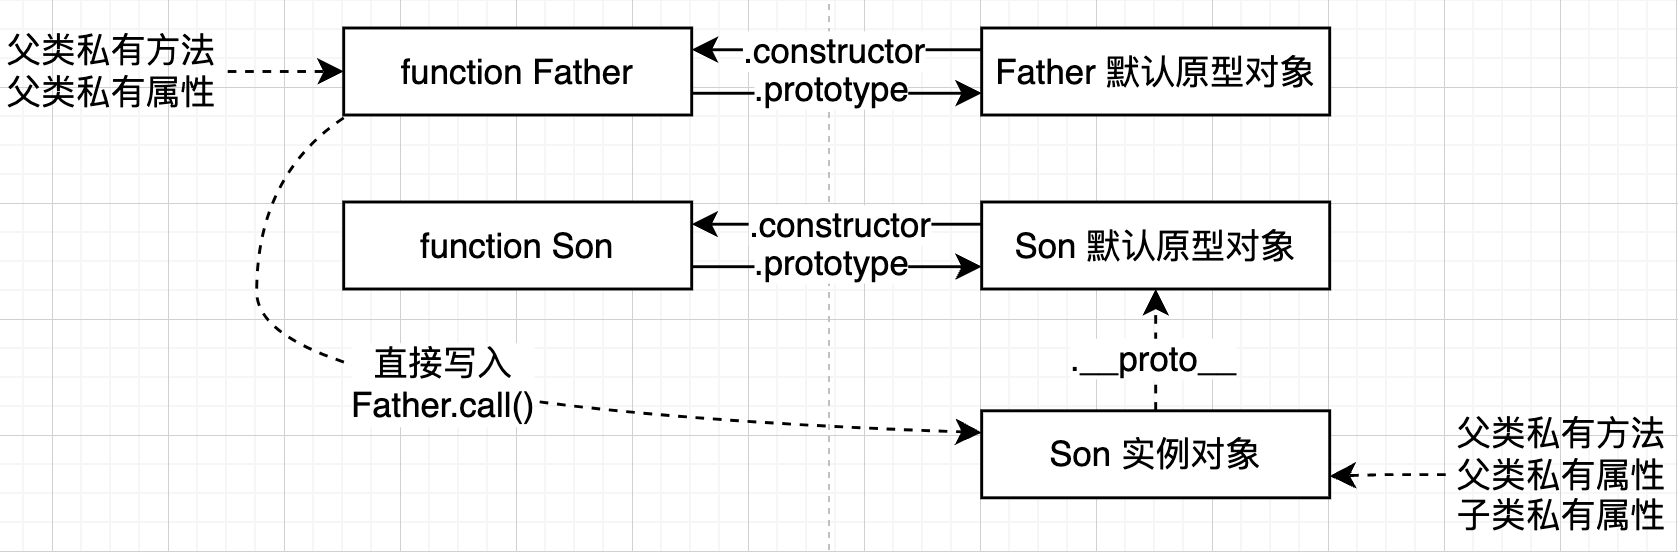 父类私有方法
父类私有属性
function Father
.constructor
.prototype
Father 默认原型对象
function Son
.constructor
.prototype
Son 默认原型对象
直接写入
Father.call()
.__proto__
Son 实例对象
父类私有方法
父类私有属性
子类私有属性